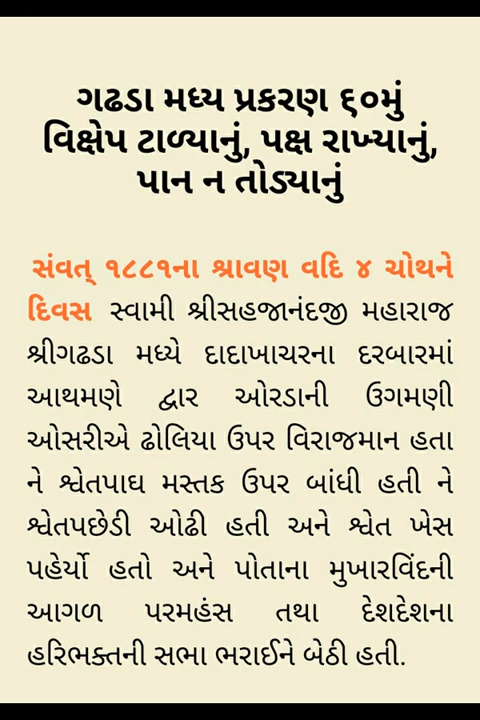 ગઢડા મધ્ય પ્રકરણ ૬૦મું
વિક્ષેપ ટાળ્યાનું, પક્ષ રાખ્યાનું,
પાન ન તોડ્યાનું
સંવત્ ૧૮૮૧ના શ્રાવણ વદિ ૪ ચોથને
દિવસ સ્વામી શ્રીસહજાનંદજી મહારાજ
શ્રીગઢડા મધ્યે દાદાખાચરના દરબારમાં
આથમણે દ્વાર ઓરડાની ઉગમણી
ઓસરીએ ઢોલિયા ઉપર વિરાજમાન હતા
ને શ્વેતપાઘ મસ્તક ઉપર બાંધી હતી ને
શ્વેતપછેડી ઓઢી હતી અને શ્વેત ખેસ
પહેર્યો હતો અને પોતાના મુખારવિંદની
આગળ પરમહંસ તથા દેશદેશના
હરિભક્તની સભા ભરાઈને બેઠી હતી.